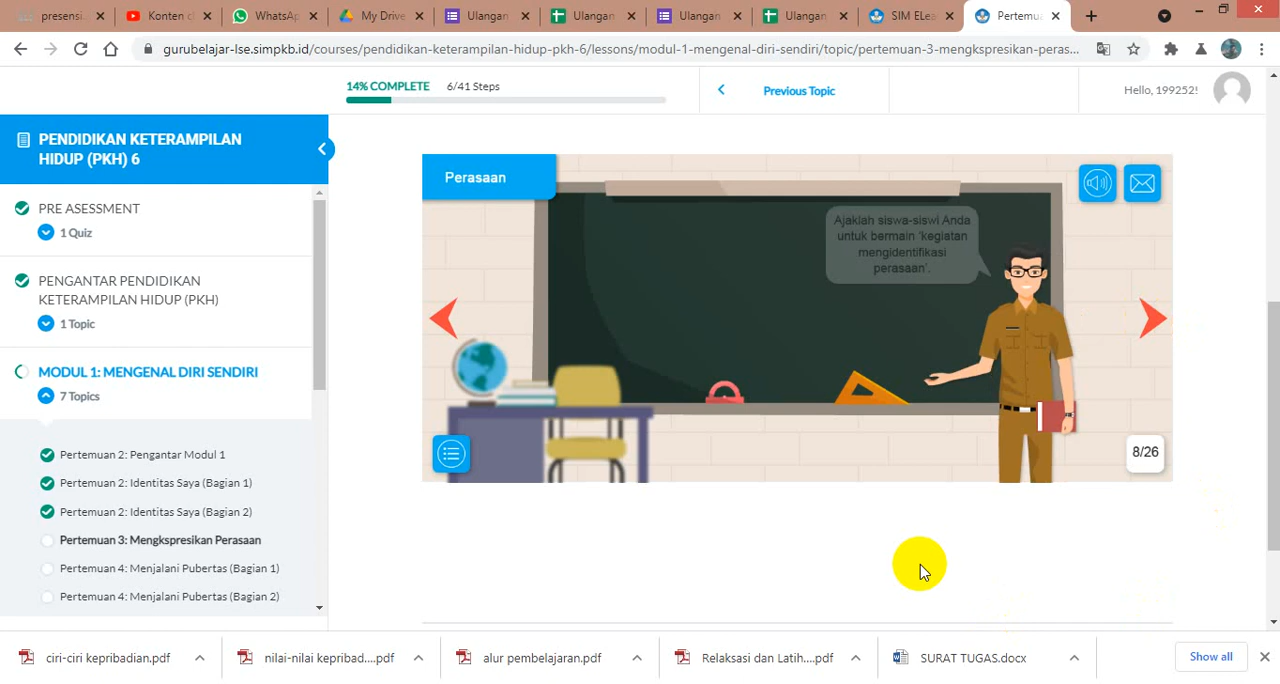 presensi
Konten c
WhatsAp
My Drive
Ulangan
Ulangan
Ulangan
Ulangan
SIM ELea
Pertemu
gurubelajar-lse.simpkb.id/courses/pendidikan-keterampilan-hidup-pkh-6/lessons/modul-1-mengenal-diri-sendiri/topic/pertemuan-3-mengkspresikan-peras...
14% COMPLETE
6/41 Steps
Previous Topic
Hello, 199252!
PENDIDIKAN KETERAMPILAN
HIDUP (PKH) 6
PRE ASESSMENT
1 Quiz
PENGANTAR PENDIDIKAN
KETERAMPILAN HIDUP (PKH)
1 Topic
MODUL 1: MENGENAL DIRI SENDIRI
7 Topics
Pertemuan 2: Pengantar Modul 1
Pertemuan 2: Identitas Saya (Bagian 1)
Pertemuan 2: Identitas Saya (Bagian 2)
Pertemuan 3: Mengkspresikan Perasaan
Pertemuan 4: Menjalani Pubertas (Bagian 1)
Pertemuan 4: Menjalani Pubertas (Bagian 2)
Perasaan
Ajaklah siswa-siswi Anda
untuk bermain 'kegiatan
mengidentifikasi
perasaan'.
8/26
ciri-ciri kepribadian.pdf
nilai-nilai kepribad....pdf
alur pembelajaran.pdf
Relaksasi dan Latih....pdf
SURAT TUGAS.docx
Show all